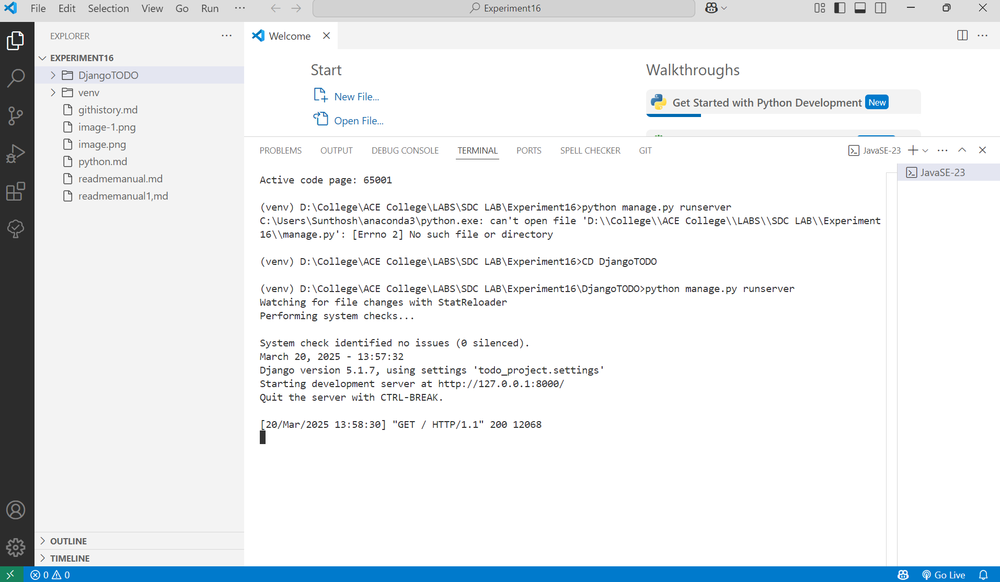 File Edit Selection View Go Run ··· Experiment16
EXPLORER ···
EXPERIMENT16
DjangoTODO
venv
githistory.md
image-1.png
image.png
python.md
readmemanual.md
readmemanual1,md
OUTLINE
TIMELINE
Welcome
Start
New File...
Open File...
Walkthroughs
Get Started with Python Development New
PROBLEMS OUTPUT DEBUG CONSOLE TERMINAL PORTS SPELL CHECKER GIT JavaSE-23
JavaSE-23
Active code page: 65001
(venv) D:\College\ACE College\LABS\SDC LAB\Experiment16>python manage.py runserver
C:\Users\Sunthosh\anaconda3\python.exe: can't open file 'D:\\College\\ACE College\\LABS\\SDC LAB\\Experiment
16\\manage.py': [Errno 2] No such file or directory
(venv) D:\College\ACE College\LABS\SDC LAB\Experiment16>CD DjangoTODO
(venv) D:\College\ACE College\LABS\SDC LAB\Experiment16\DjangoTODO>python manage.py runserver
Watching for file changes with StatReloader
Performing system checks...
System check identified no issues (0 silenced).
March 20, 2025 - 13:57:32
Django version 5.1.7, using settings 'todo_project.settings'
Starting development server at http://127.0.0.1:8000/
Quit the server with CTRL-BREAK.
[20/Mar/2025 13:58:30] "GET / HTTP/1.1" 200 12068
0 0
Go Live